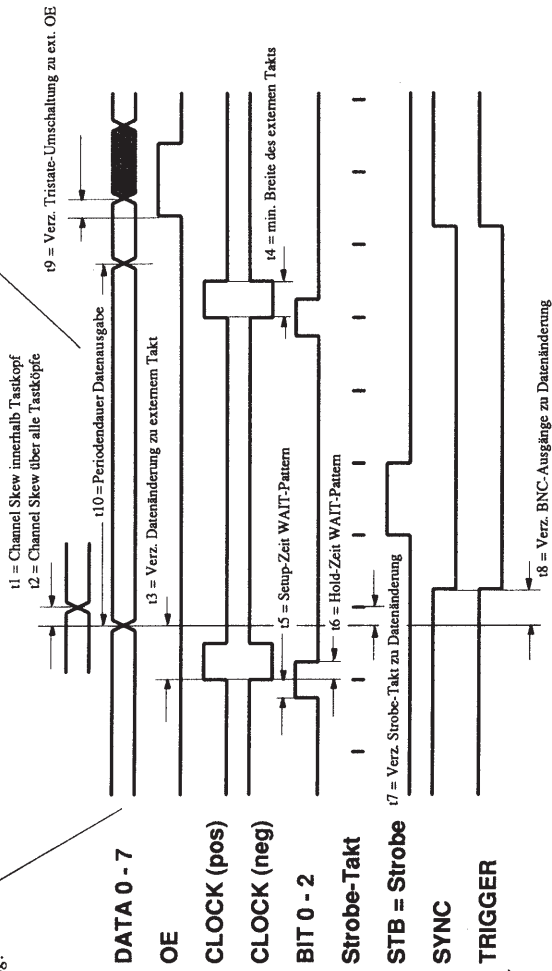 t1 = Channel Skew innerhalb Tastkopf
t2 = Channel Skew über alle Tastköpfe
t9 = Verz. Tristate-Umschaltung zu ext. OE
t10 = Periodendauer Datenausgabe
DATA 0 - 7
t3 = Verz. Datenänderung zu externem Takt
OE
CLOCK (pos)
CLOCK (neg)
t4 = min. Breite des externen Takts
t5 = Setup-Zeit WAIT-Pattern
BIT 0 - 2
t6 = Hold-Zeit WAIT-Pattern
Strobe-Takt
t7 = Verz. Strobe-Takt zu Datenänderung
STB = Strobe
SYNC
TRIGGER
t8 = Verz. BNC-Ausgänge zu Datenänderung